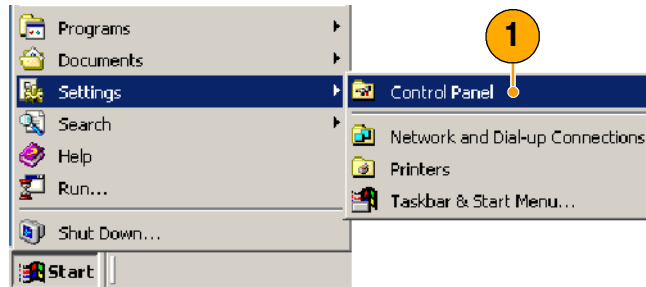 Programs
Documents
Settings
Search
Help
Run...
Shut Down...
Start
1
Control Panel
Network and Dial-up Connections
Printers
Taskbar & Start Menu...